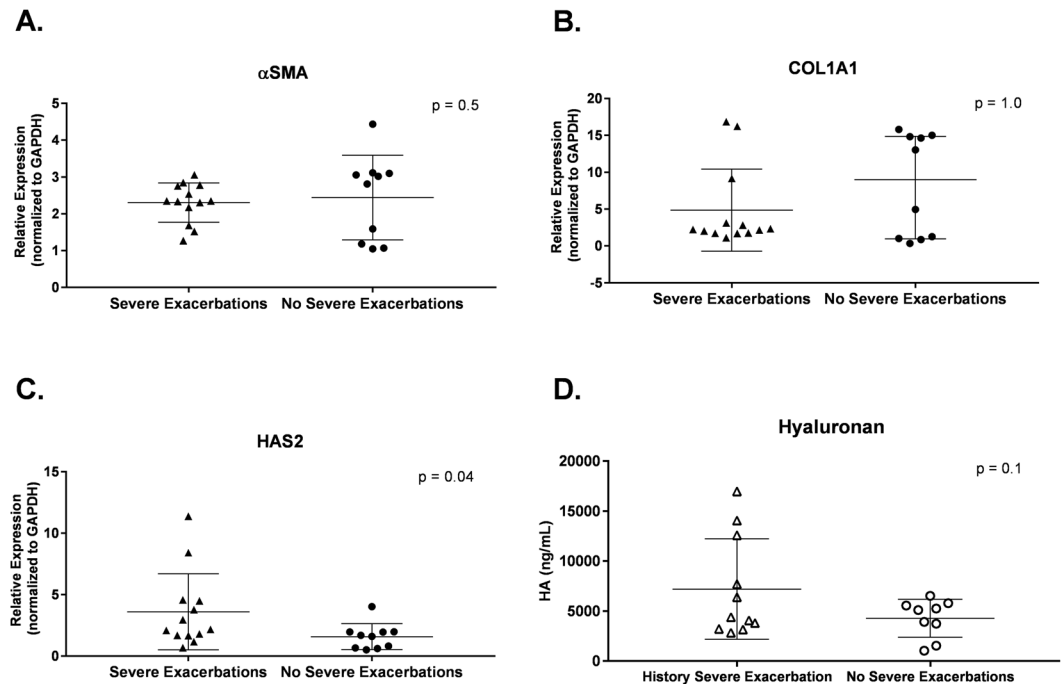 A.
αSMA
p = 0.5
Relative Expression
(normalized to GAPDH)
5
4
3
2
1
0
Severe Exacerbations
No Severe Exacerbations
B.
COL1A1
p = 1.0
Relative Expression
(normalized to GAPDH)
20
15
10
5
0
-5
Severe Exacerbations
No Severe Exacerbations
C.
HAS2
p = 0.04
Relative Expression
(normalized to GAPDH)
15
10
5
0
Severe Exacerbations
No Severe Exacerbations
D.
Hyaluronan
p = 0.1
HA (ng/mL)
20000
15000
10000
5000
0
History Severe Exacerbation
No Severe Exacerbations